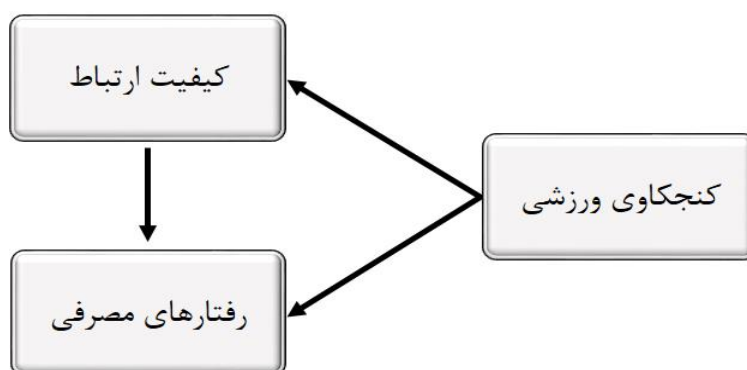 کیفیت ارتباط
کنجکاوی ورزشی
رفتارهای مصرفی